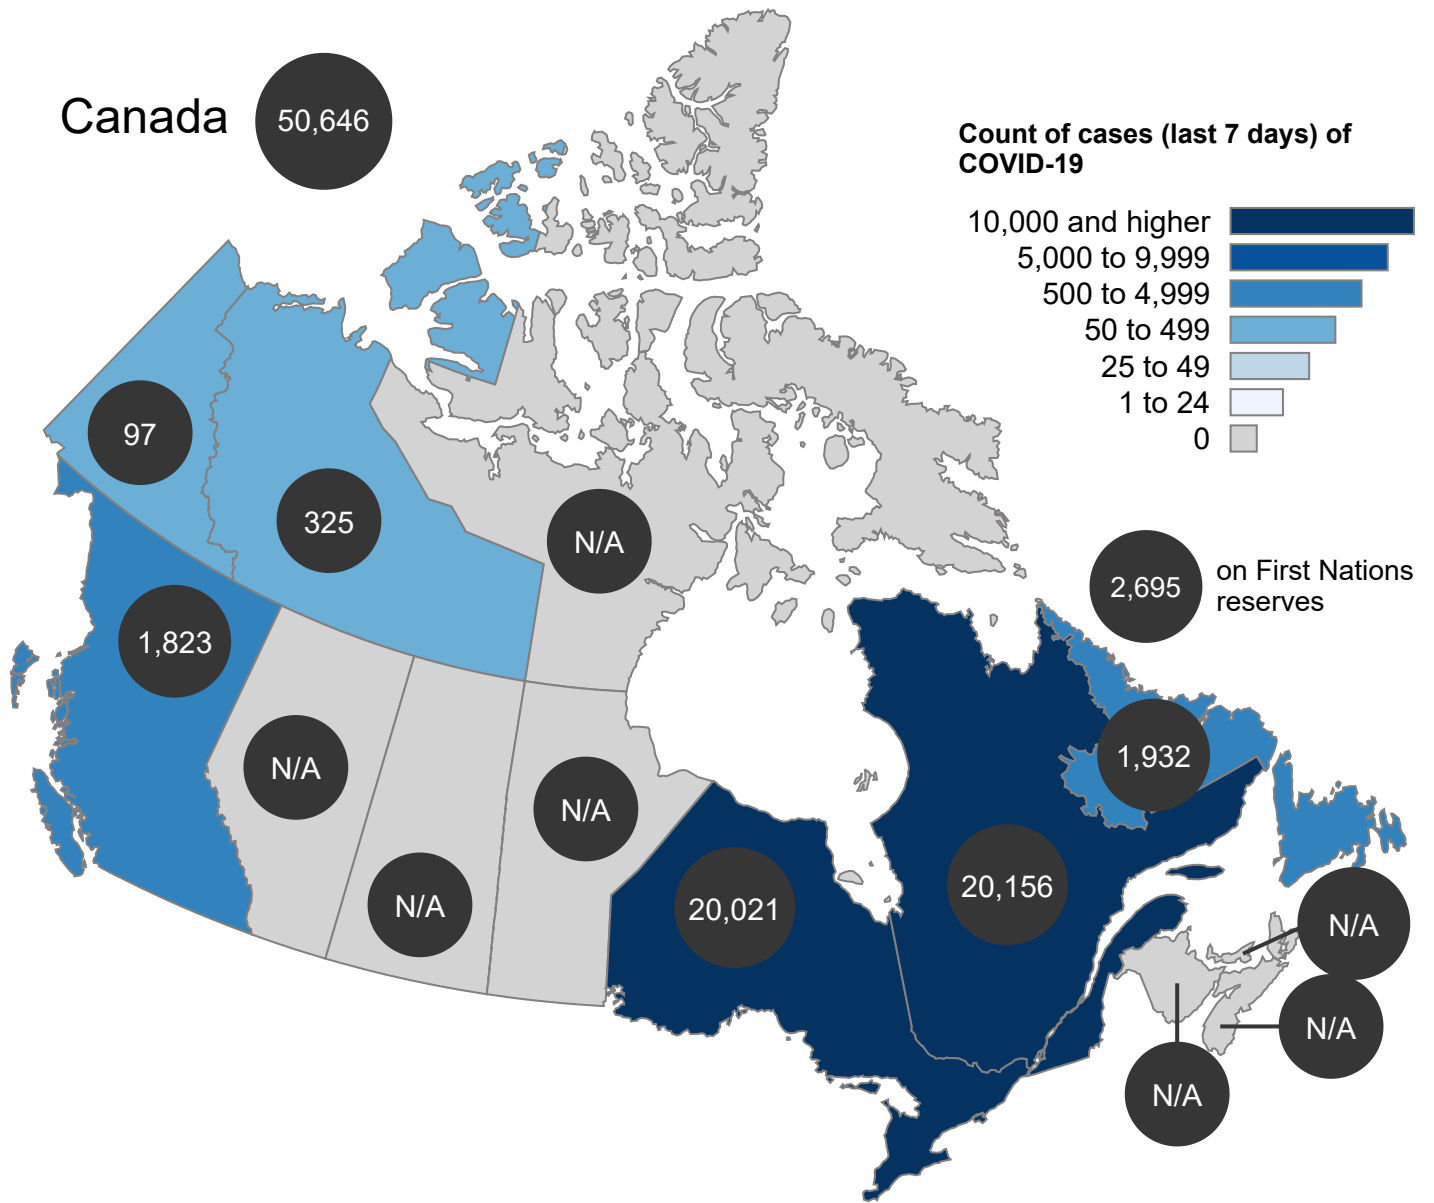 Canada
50,646
Count of cases (last 7 days) of
COVID-19
10,000 and higher
5,000 to 9,999
500 to 4,999
50 to 499
25 to 49
1 to 24
0
97
325
N/A
2,695
on First Nations
reserves
1,823
1,932
N/A
N/A
N/A
20,021
20,156
N/A
N/A
N/A